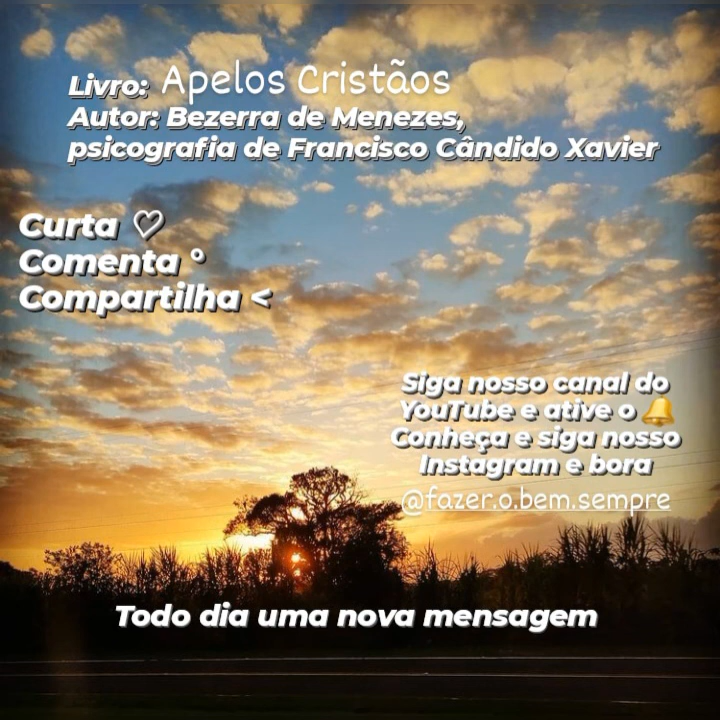 Livro: Apelos Cristãos
Autor: Bezerra de Menezes,
psicografia de Francisco Cândido Xavier
Curta ♡
Comenta °
Compartilha <
Siga nosso canal do
YouTube e ative o 🔔
Conheça e siga nosso
Instagram e bora
@fazer.o.bem.sempre
Todo dia uma nova mensagem